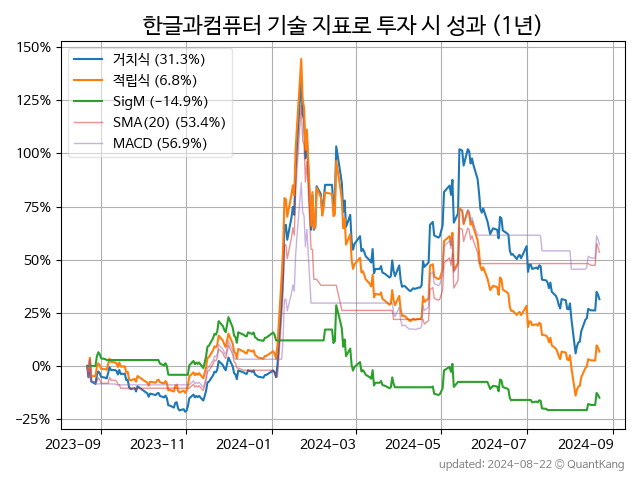 한글과컴퓨터 기술 지표로 투자 시 성과 (1년)
150%
125%
100%
75%
50%
25%
0%
−25%
거치식 (31.3%)
적립식 (6.8%)
SigM (-14.9%)
SMA(20) (53.4%)
MACD (56.9%)
2023-09 2023-11 2024-01 2024-03 2024-05 2024-07 2024-09
updated: 2024-08-22 © QuantKang